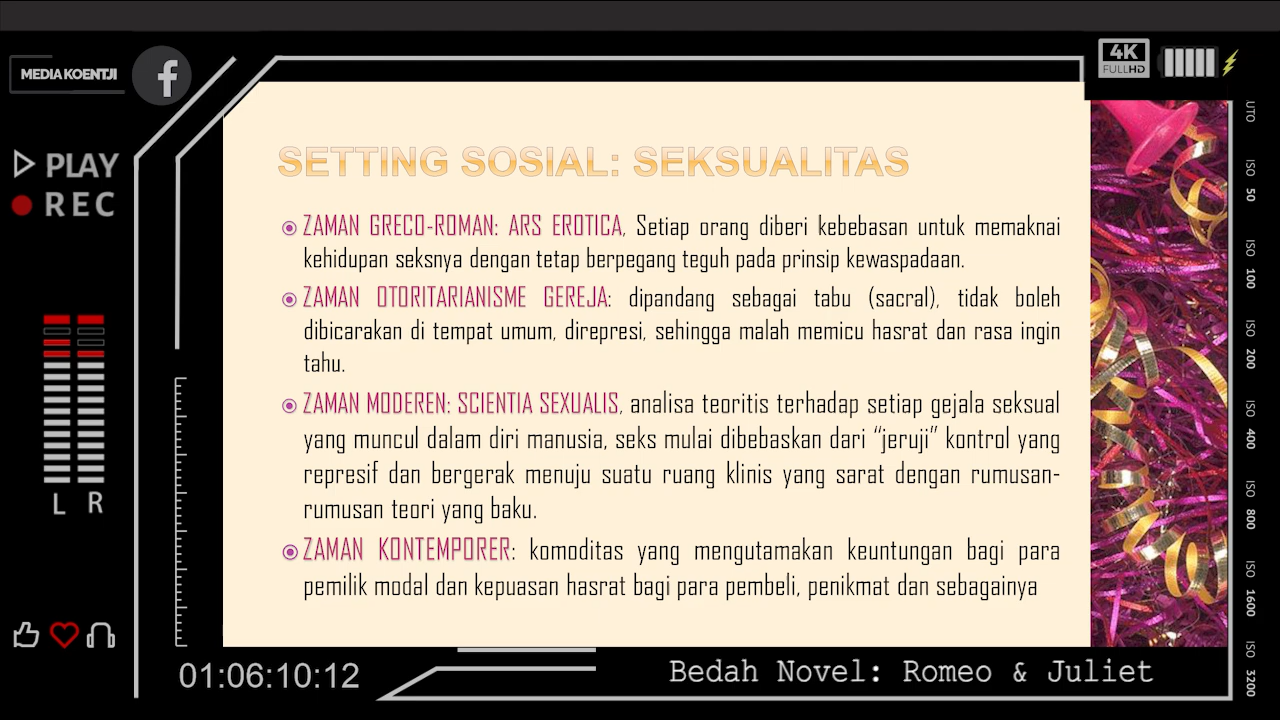 MEDIA KOENTJI
f
4K
FULL HD
PLAY
REC
SETTING SOSIAL: SEKSUALITAS
ZAMAN GRECO-ROMAN: ARS EROTICA, Setiap orang diberi kebebasan untuk memaknai
kehidupan seksnya dengan tetap berpegang teguh pada prinsip kewaspadaan.
ZAMAN OTORITARIANISME GEREJA: dipandang sebagai tabu (sacral), tidak boleh
dibicarakan di tempat umum, direpresi, sehingga malah memicu hasrat dan rasa ingin
tahu.
ZAMAN MODEREN: SCIENTIA SEXUALIS, analisa teoritis terhadap setiap gejala seksual
yang muncul dalam diri manusia, seks mulai dibebaskan dari “jeruji” kontrol yang
represif dan bergerak menuju suatu ruang klinis yang sarat dengan rumusan-
rumusan teori yang baku.
ZAMAN KONTEMPORER: komoditas yang mengutamakan keuntungan bagi para
pemilik modal dan kepuasan hasrat bagi para pembeli, penikmat dan sebagainya
L R
01:06:10:12
Bedah Novel: Romeo & Juliet
UTO
ISO 50
ISO 100
ISO 200
ISO 400
ISO 800
ISO 1600
ISO 3200